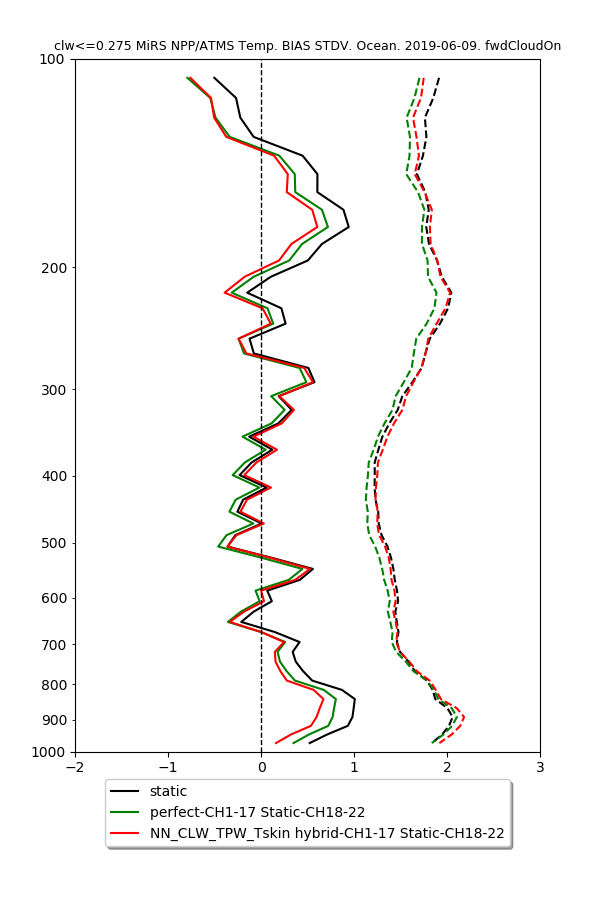 clw<=0.275 MiRS NPP/ATMS Temp. BIAS STDV. Ocean. 2019-06-09. fwdCloudOn
100
200
300
400
500
600
700
800
900
1000
−2 −1 0 1 2 3
static
perfect-CH1-17 Static-CH18-22
NN_CLW_TPW_Tskin hybrid-CH1-17 Static-CH18-22